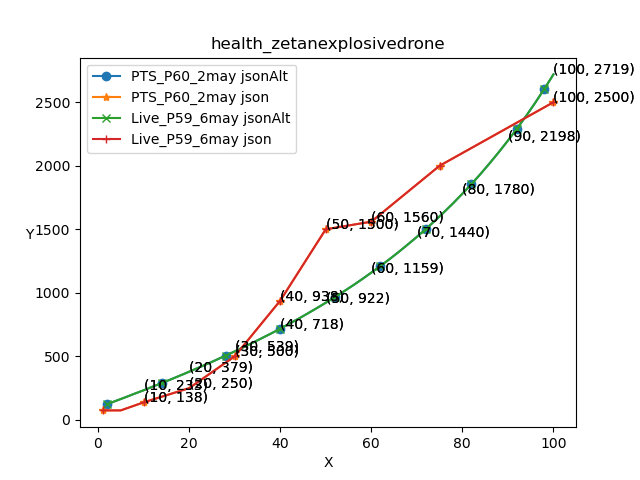 health_zetanexplosivedrone
PTS_P60_2may jsonAlt
PTS_P60_2may json
Live_P59_6may jsonAlt
Live_P59_6may json
(100, 2719)
(100, 2500)
(90, 2198)
(80, 1780)
(50, 1500)
(60, 1560)
(70, 1440)
(60, 1159)
(40, 938)
(50, 922)
(40, 718)
(30, 539)
(30, 500)
(20, 379)
(20, 250)
(10, 232)
(10, 138)
2500
2000
1500
1000
500
0
Y
0 20 40 60 80 100
X